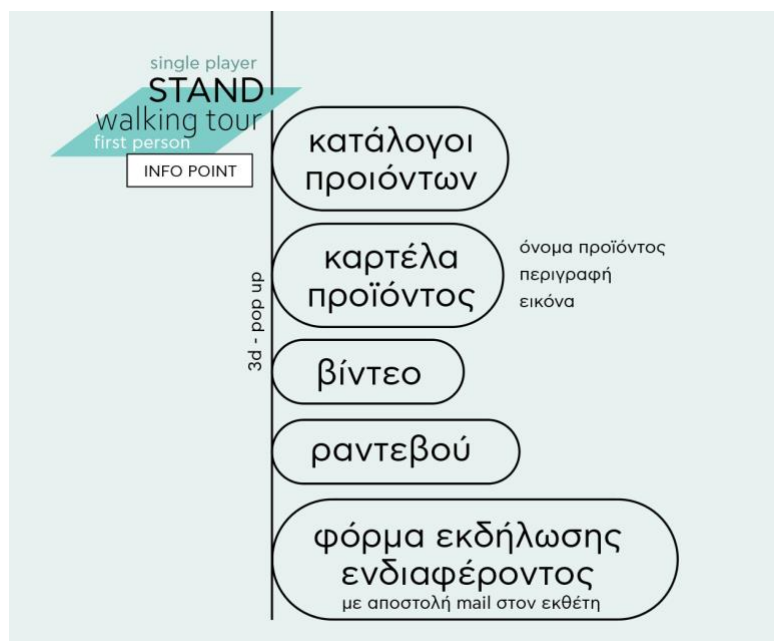 single player
STAND
walking tour
first person
INFO POINT
3d - pop up
κατάλογοι
προιόντων
καρτέλα
προϊόντος
όνομα προϊόντος
περιγραφή
εικόνα
βίντεο
ραντεβού
φόρμα εκδήλωσης
ενδιαφέροντος
με αποστολή mail στον εκθέτη